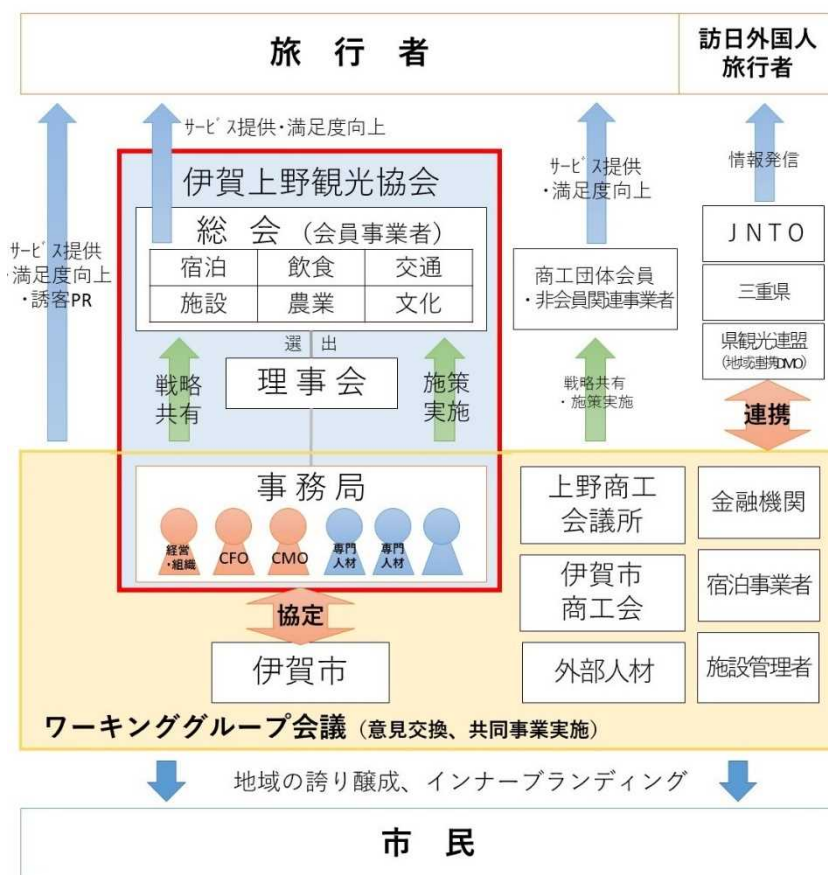 旅 行 者
訪日外国人
旅行者
サービス提供・満足度向上
サービス提供
・満足度向上
情報発信
伊賀上野観光協会
総 会 (会員事業者)
宿泊 飲食 交通
施設 農業 文化
サービス提供
・満足度向上
・誘客PR
商工団体会員
・非会員関連事業者
JNTO
三重県
県観光連盟
(地域連携DMO)
選 出
理事会
戦略
共有
施策
実施
戦略共有
・施策実施
連携
事務局
経営
・組織
CFO
CMO
専門
人材
専門
人材
上野商工
会議所
金融機関
協定
伊賀市
商工会
宿泊事業者
伊賀市
外部人材
施設管理者
ワーキンググループ会議 (意見交換、共同事業実施)
地域の誇り醸成、インナーブランディング
市 民